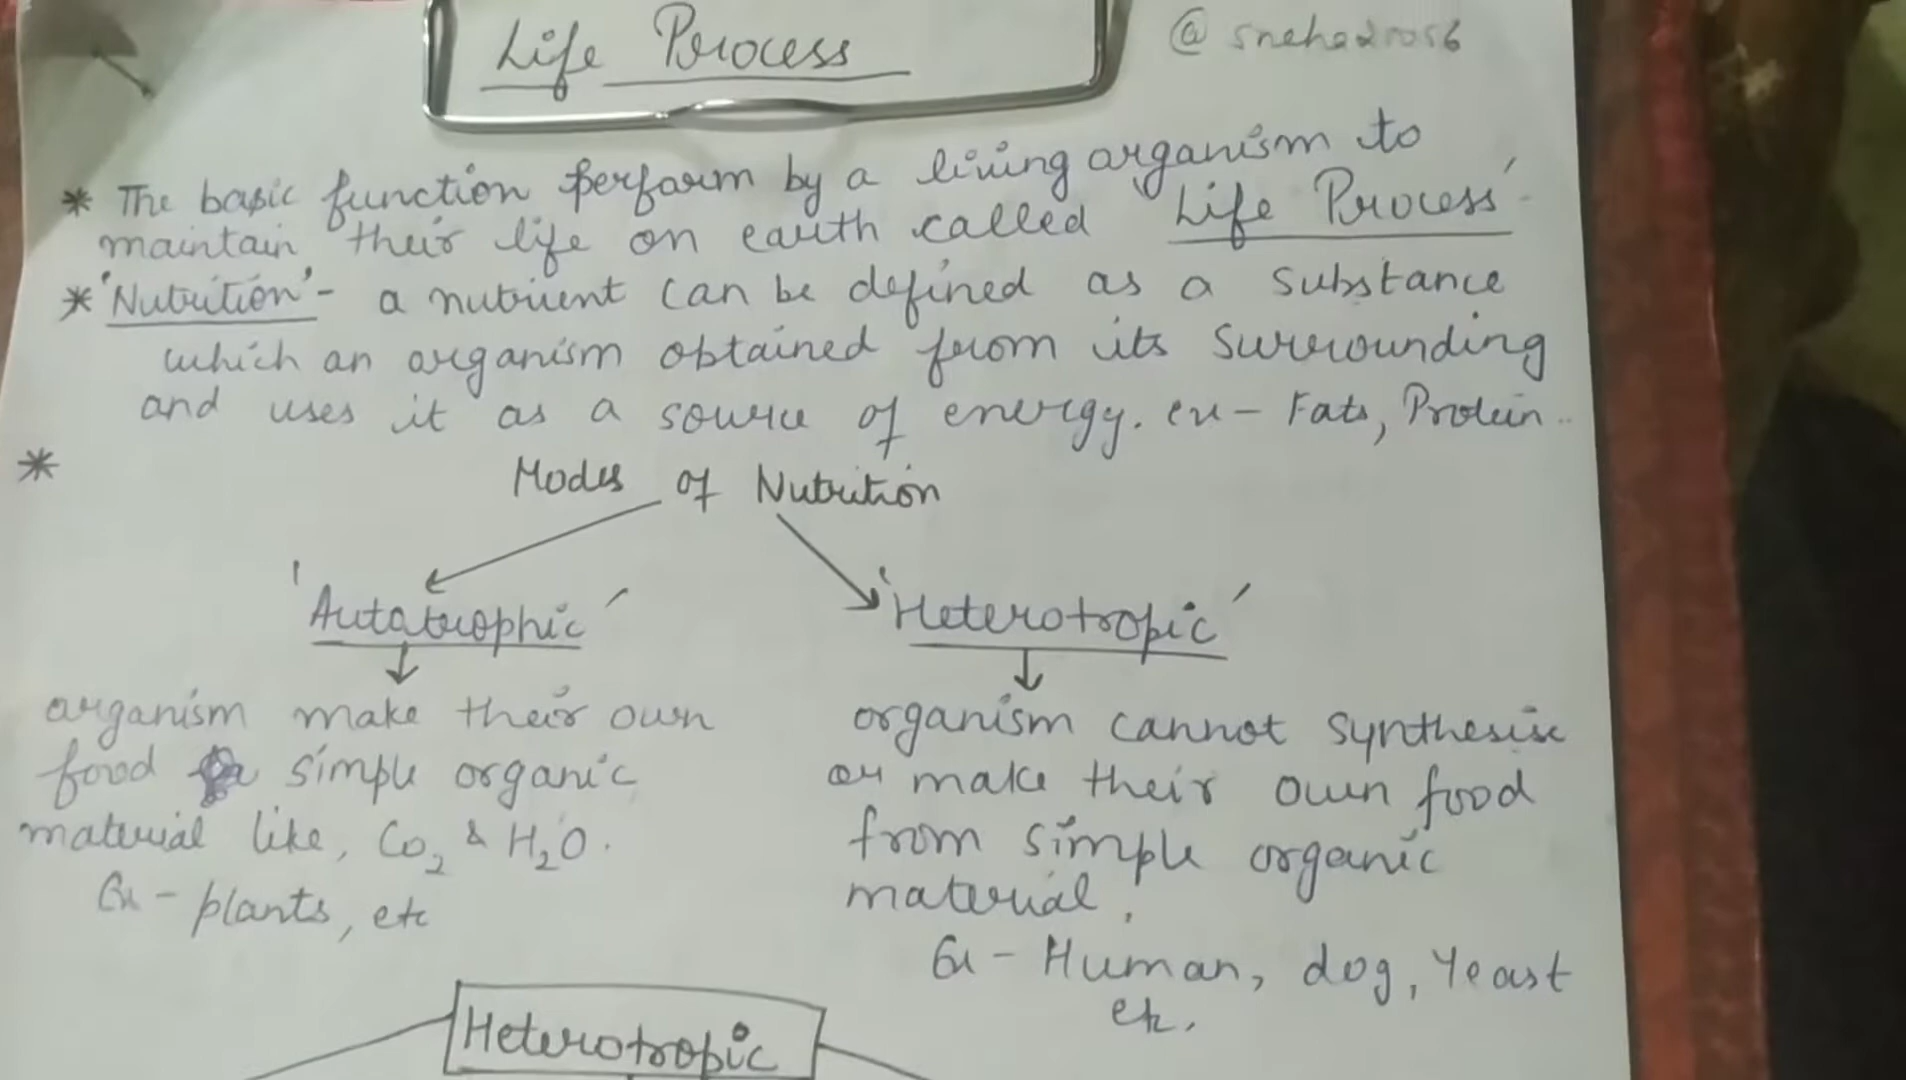 Life Process
@ sneha21056
* The basic function perform by a living organism to
maintain their life on earth called "Life Process"
* 'Nutrition' - a nutrient can be defined as a substance
which an organism obtained from its surrounding
and uses it as a source of energy. ex - Fats, Protein..
*
Modes of Nutrition
'Autotrophic'
'Heterotropic'
organism make their own
food simple organic
material like, Co2 & H2O.
Ex - plants, etc
organism cannot synthesise
or make their own food
from simple organic
material.
Ex - Human, dog, Yeast
etc.
Heterotropic